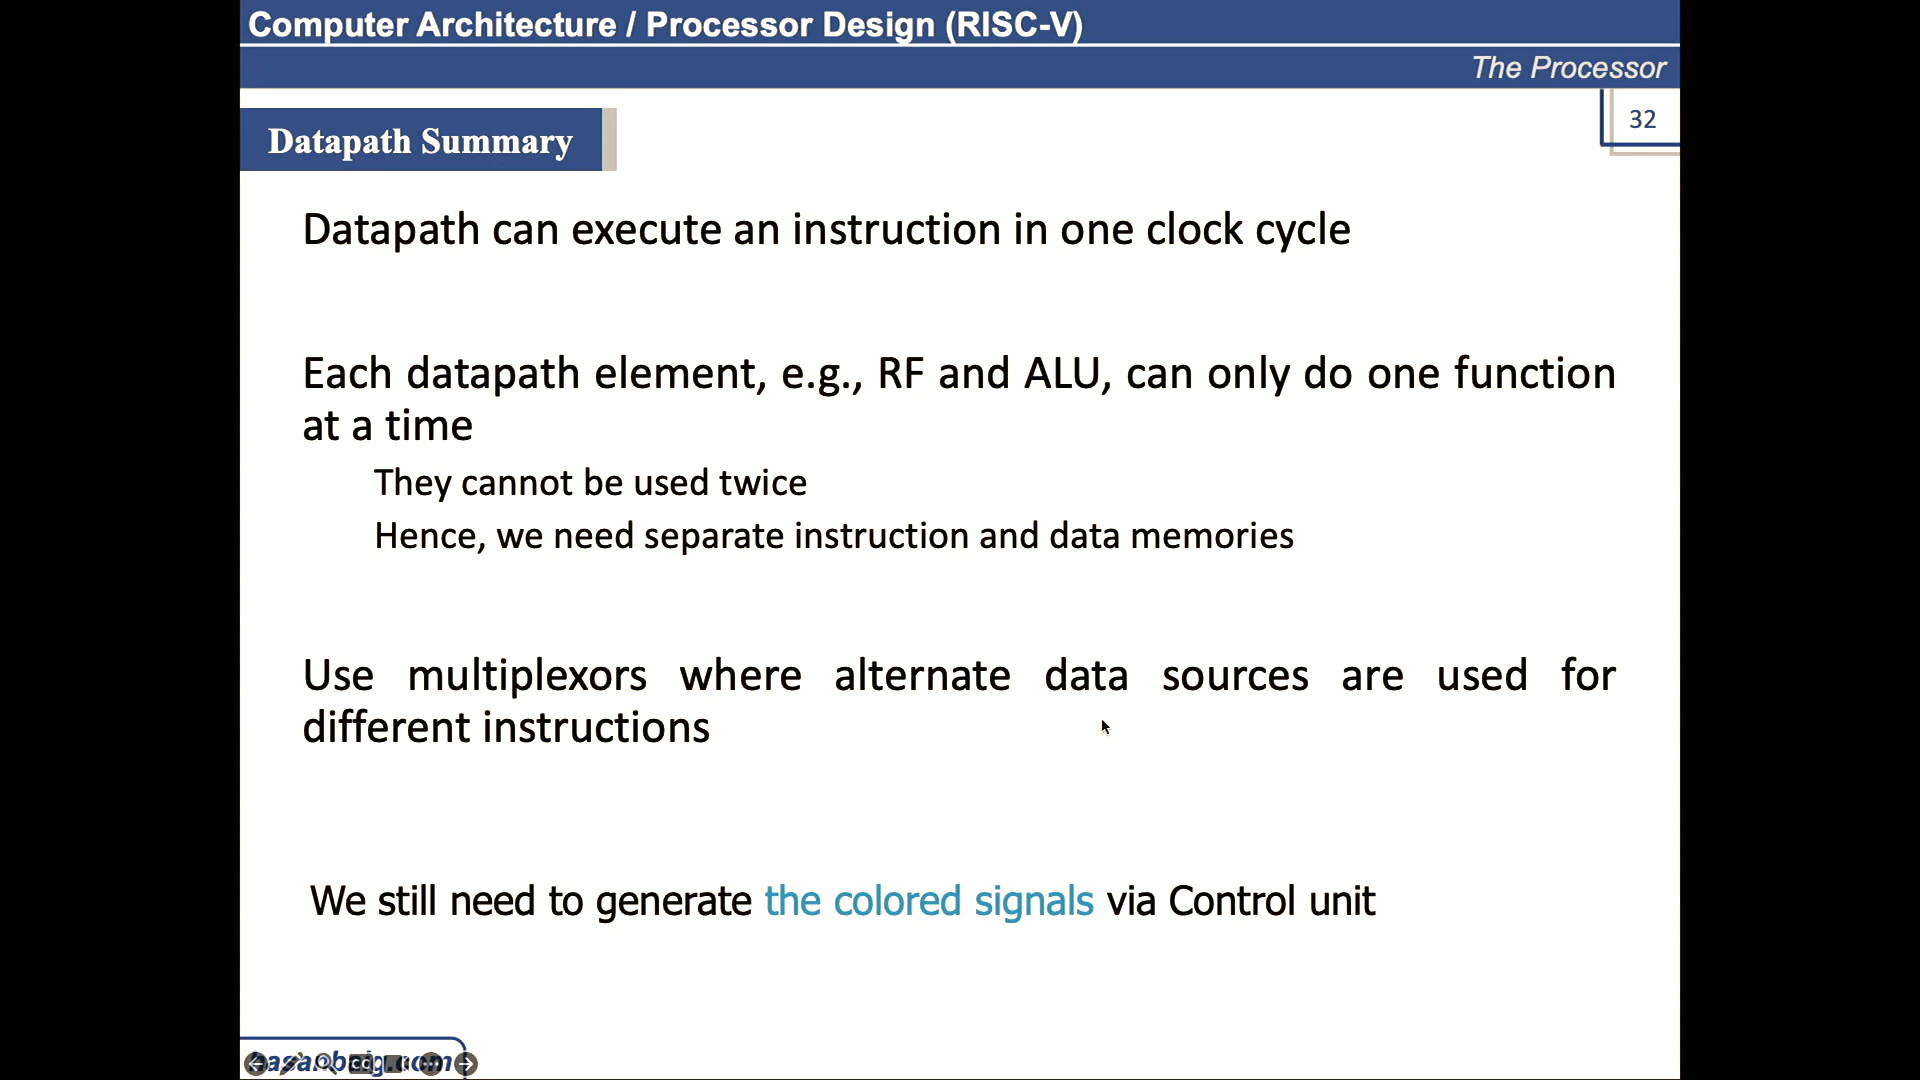 Computer Architecture / Processor Design (RISC-V)
The Processor
32
Datapath Summary
Datapath can execute an instruction in one clock cycle
Each datapath element, e.g., RF and ALU, can only do one function
at a time
They cannot be used twice
Hence, we need separate instruction and data memories
Use multiplexors where alternate data sources are used for
different instructions
We still need to generate the colored signals via Control unit
hasanbaig.com